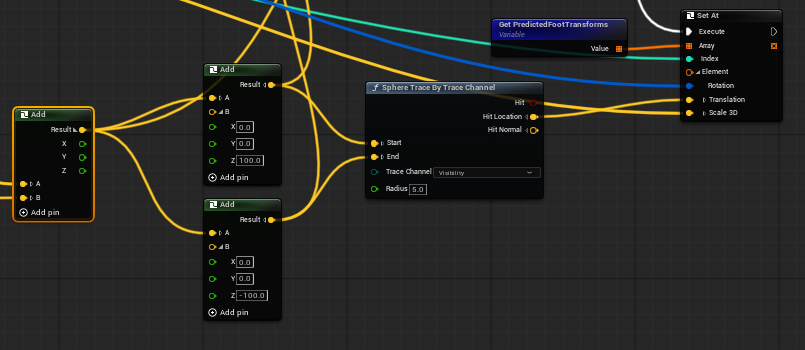 Add
Result
X
Y
Z
A
B
Add pin
Add
Result
A
B
X 0.0
Y 0.0
Z 100.0
Add pin
Add
Result
A
B
X 0.0
Y 0.0
Z -100.0
Add pin
Sphere Trace By Trace Channel
Hit
Hit Location
Hit Normal
Start
End
Trace Channel Visibility
Radius 5.0
Get PredictedFootTransforms
Variable
Value
Set At
Execute
Array
Index
Element
Rotation
Translation
Scale 3D